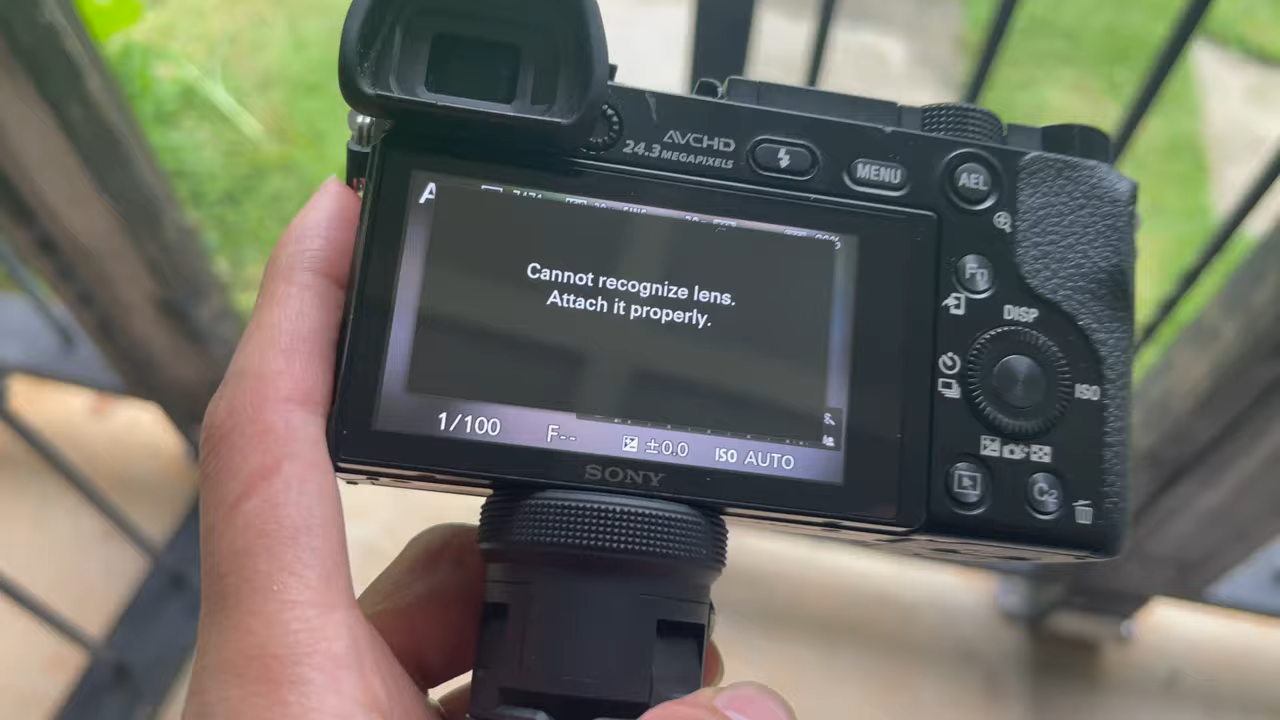 AVCHD
24.3 MEGAPIXELS
MENU
AEL
A
Cannot recognize lens.
Attach it properly.
Fn
DISP
ISO
1/100 F-- ±0.0 ISO AUTO
SONY
C2